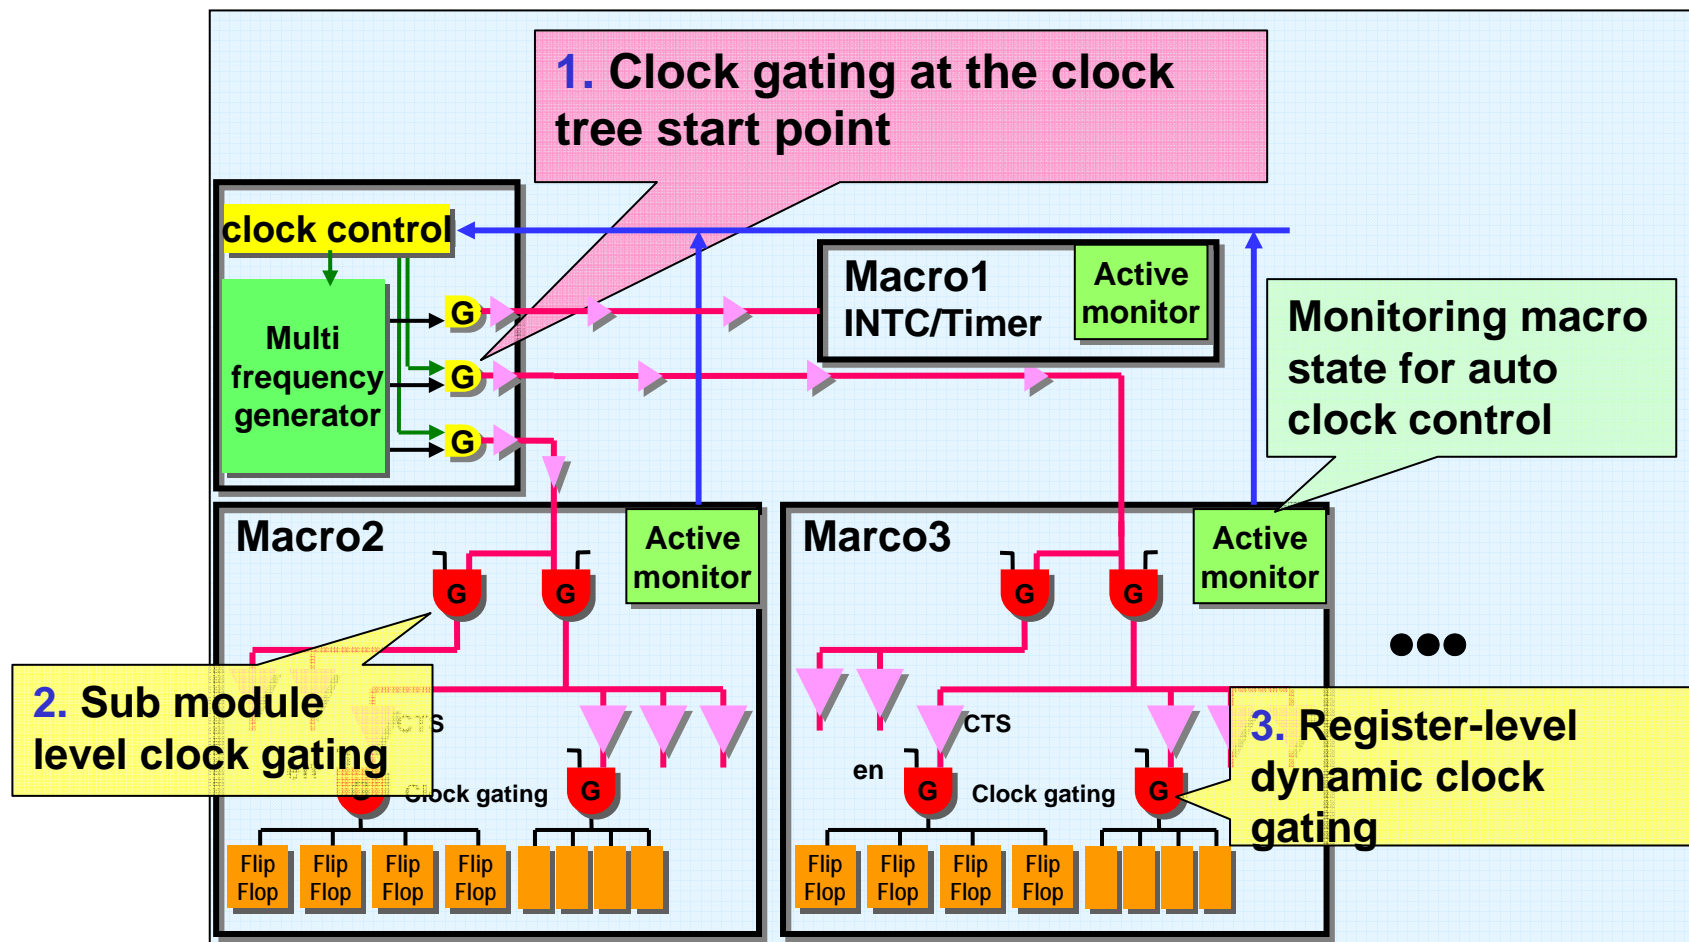 1. Clock gating at the clock
tree start point
clock control
Multi
frequency
generator
G
G
G
Macro1
INTC/Timer
Active
monitor
Monitoring macro
state for auto
clock control
Macro2
Active
monitor
G
G
2. Sub module
level clock gating
CTS
en
G
Clock gating
G
Flip
Flop
Flip
Flop
Flip
Flop
Flip
Flop
Marco3
Active
monitor
G
G
CTS
en
G
Clock gating
G
3. Register-level
dynamic clock
gating
Flip
Flop
Flip
Flop
Flip
Flop
Flip
Flop